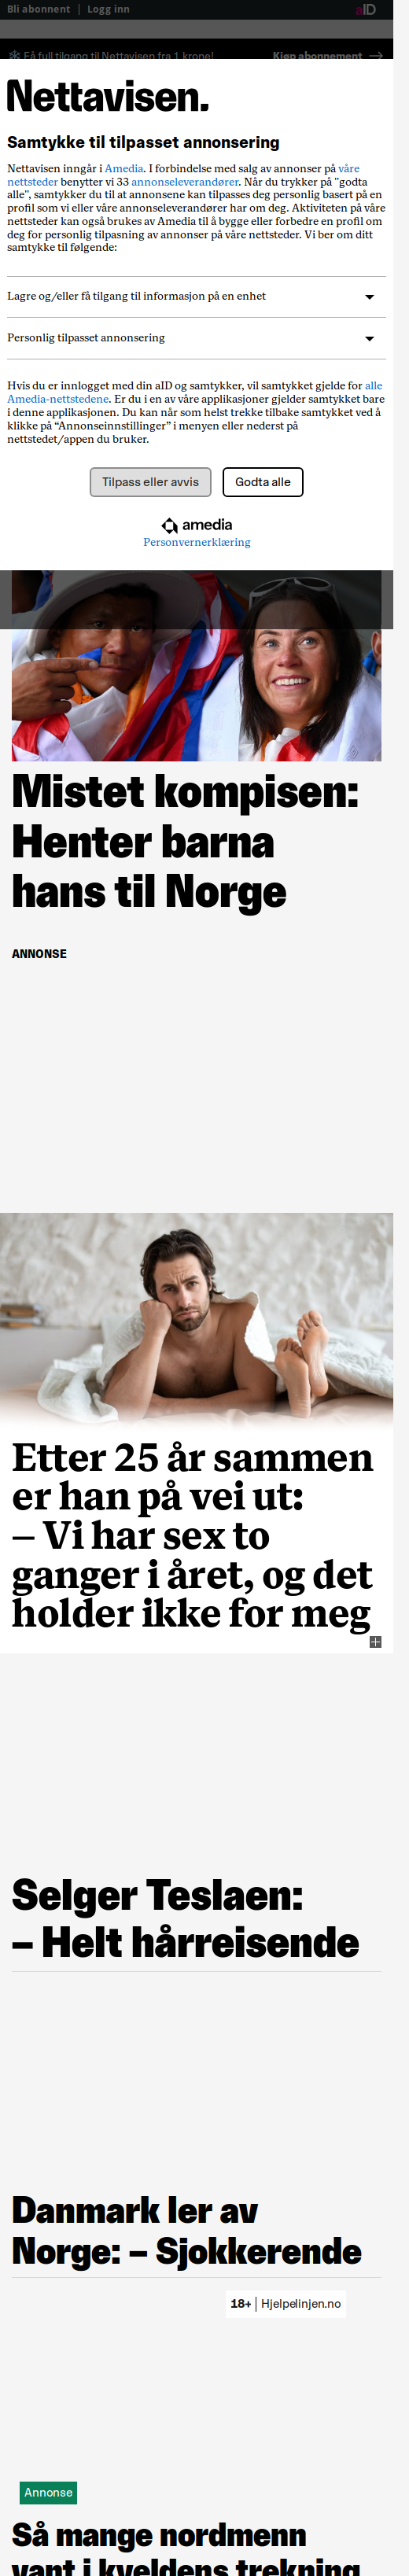 Bli abonnent | Logg inn
aID
Få full tilgang til Nettavisen fra 1 krone!
Kjøp abonnement
Nettavisen.
Samtykke til tilpasset annonsering
Nettavisen inngår i Amedia. I forbindelse med salg av annonser på våre
nettsteder benytter vi 33 annonseleverandører. Når du trykker på "godta
alle", samtykker du til at annonsene kan tilpasses deg personlig basert på en
profil som vi eller våre annonseleverandører har om deg. Aktiviteten på våre
nettsteder kan også brukes av Amedia til å bygge eller forbedre en profil om
deg for personlig tilpasning av annonser på våre nettsteder. Vi ber om ditt
samtykke til følgende:
Lagre og/eller få tilgang til informasjon på en enhet
Personlig tilpasset annonsering
Hvis du er innlogget med din aID og samtykker, vil samtykket gjelde for alle
Amedia-nettstedene. Er du i en av våre applikasjoner gjelder samtykket bare
i denne applikasjonen. Du kan når som helst trekke tilbake samtykket ved å
klikke på “Annonseinnstillinger” i menyen eller nederst på
nettstedet/appen du bruker.
Tilpass eller avvis
Godta alle
amedia
Personvernerklæring
Mistet kompisen:
Henter barna
hans til Norge
ANNONSE
Etter 25 år sammen
er han på vei ut:
– Vi har sex to
ganger i året, og det
holder ikke for meg
Selger Teslaen:
– Helt hårreisende
Danmark ler av
Norge: – Sjokkerende
18+ | Hjelpelinjen.no
Annonse
Så mange nordmenn
vant i kveldens trekning